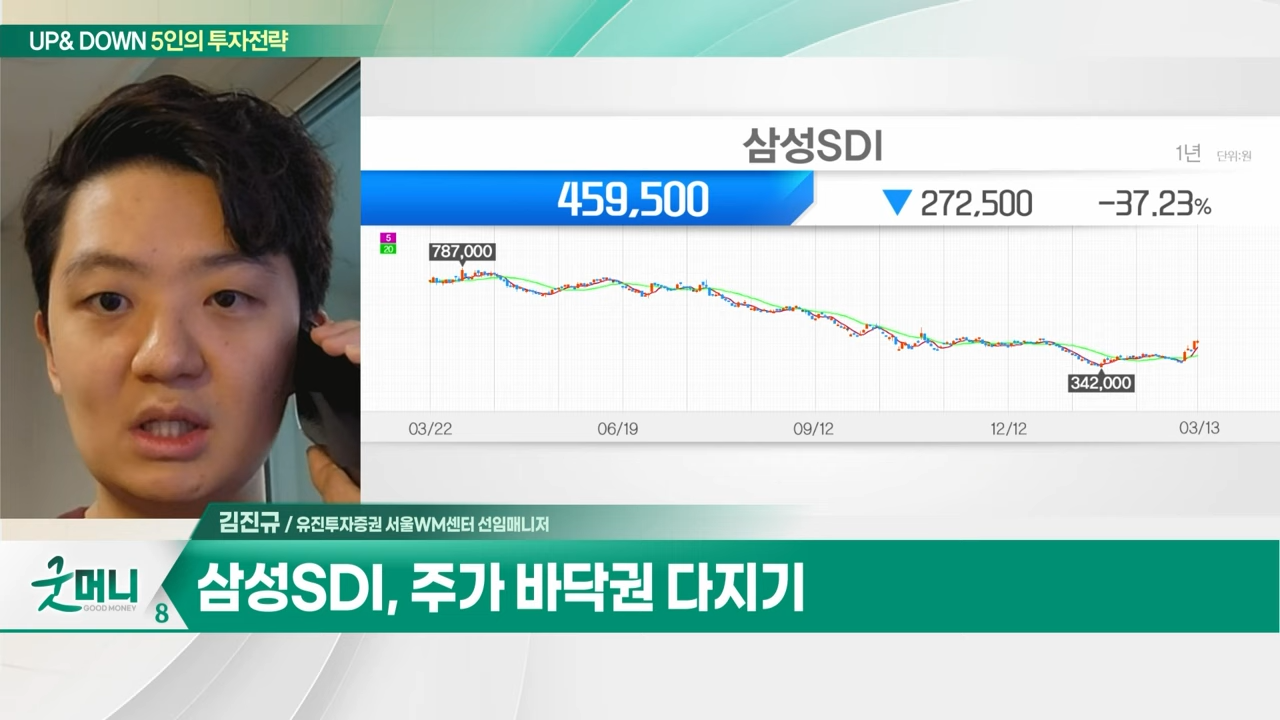 UP& DOWN 5인의 투자전략
삼성SDI
1년 단위:원
459,500 ▼ 272,500 -37.23%
5
20
787,000
342,000
03/22 06/19 09/12 12/12 03/13
김진규 / 유진투자증권 서울WM센터 선임매니저
굿머니
GOOD MONEY
8
삼성SDI, 주가 바닥권 다지기